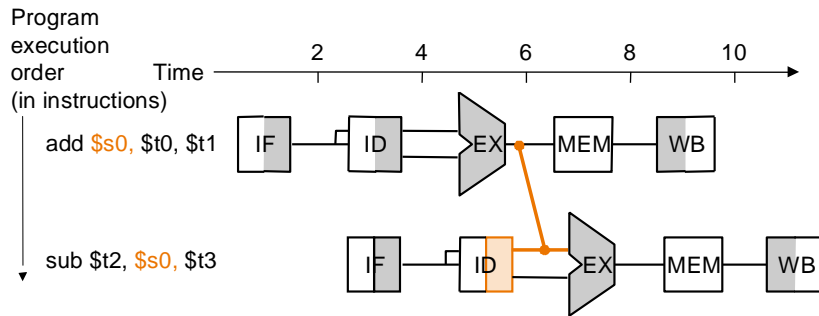 Program
execution
order
(in instructions)
Time
2 4 6 8 10
add $s0, $t0, $t1
IF ID EX MEM WB
sub $t2, $s0, $t3
IF ID EX MEM WB